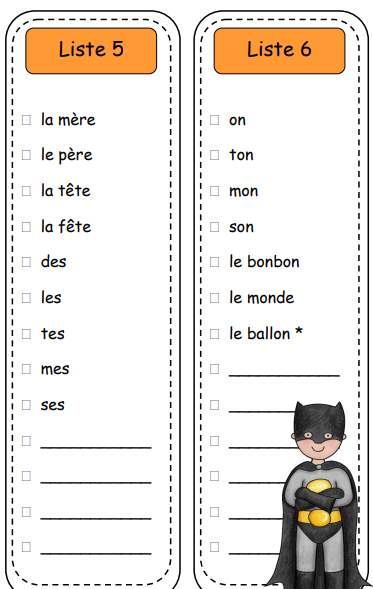 Liste 5
la mère
le père
la tête
la fête
des
les
tes
mes
ses
Liste 6
on
ton
mon
son
le bonbon
le monde
le ballon *